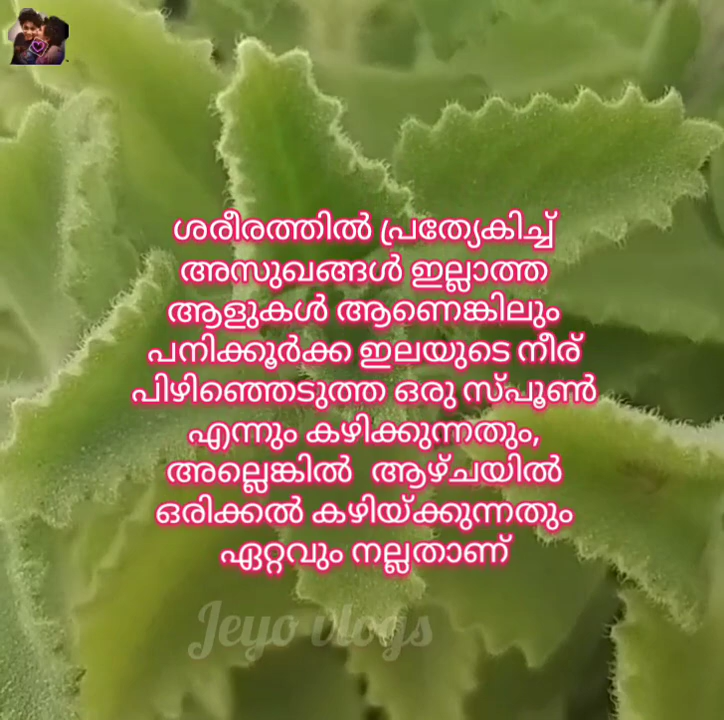 ശരീരത്തിൽ പ്രത്യേകിച്ച്
അസുഖങ്ങൾ ഇല്ലാത്ത
ആളുകൾ ആണെങ്കിലും
പനിക്കൂർക്ക ഇലയുടെ നീര്
പിഴിഞ്ഞെടുത്ത ഒരു സ്പൂൺ
എന്നും കഴിക്കുന്നതും,
അല്ലെങ്കിൽ ആഴ്ചയിൽ
ഒരിക്കൽ കഴിയ്ക്കുന്നതും
ഏറ്റവും നല്ലതാണ്
Jeyo vlogs